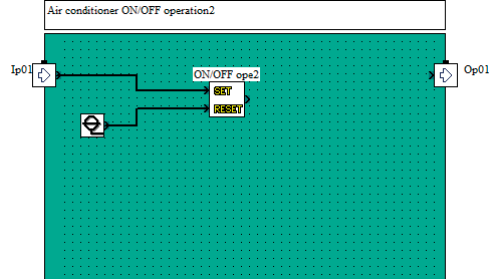 Air conditioner ON/OFF operation2
Ip01
ON/OFF ope2
Op01
SET
RESET